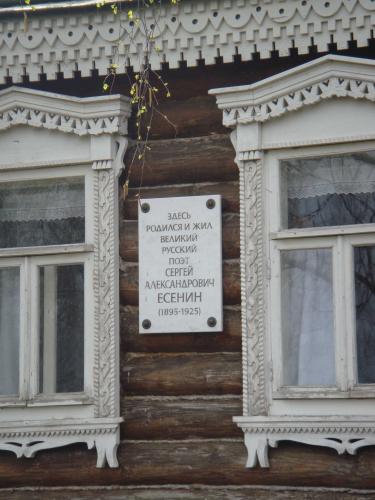 ЗДЕСЬ
РОДИЛСЯ И ЖИЛ
ВЕЛИКИЙ
РУССКИЙ
ПОЭТ
СЕРГЕЙ
АЛЕКСАНДРОВИЧ
ЕСЕНИН
(1895-1925)